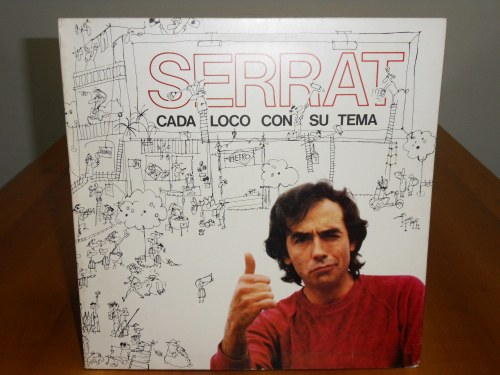 SERRAT
CADA LOCO CON SU TEMA
METRO